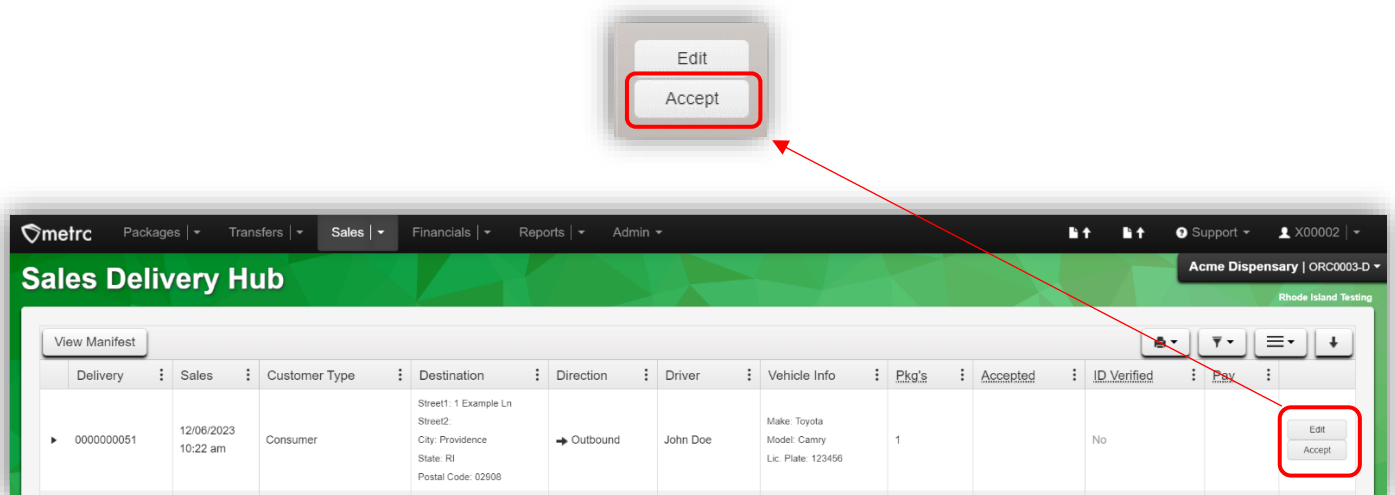 Edit
Accept
metrc Packages Transfers Sales Financials Reports Admin Support X00002
Sales Delivery Hub
Acme Dispensary | ORC0003-D
Rhode Island Testing
View Manifest
Delivery Sales Customer Type Destination Direction Driver Vehicle Info Pkg's Accepted ID Verified Pay
0000000051
12/06/2023
10:22 am
Consumer
Street1: 1 Example Ln
Street2:
City: Providence
State: RI
Postal Code: 02908
Outbound
John Doe
Make: Toyota
Model: Camry
Lic. Plate: 123456
1
No
Edit
Accept